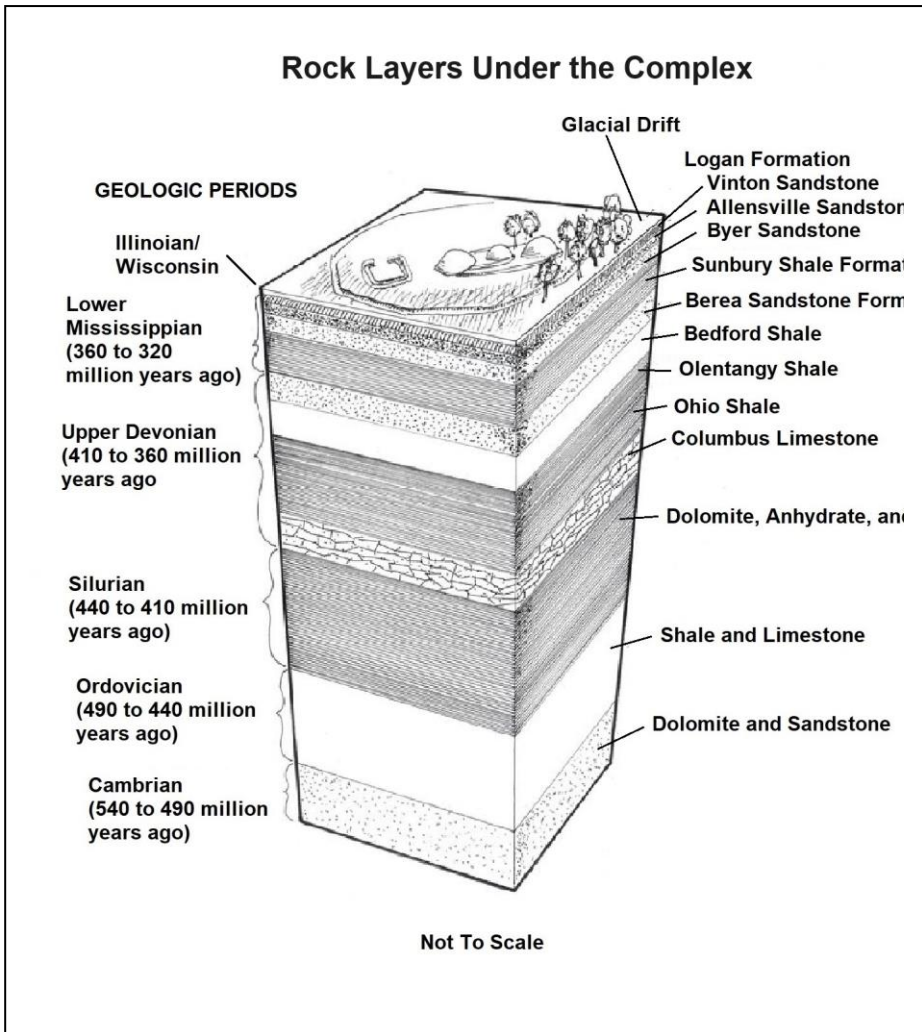 Rock Layers Under the Complex
Glacial Drift
Logan Formation
GEOLOGIC PERIODS
Vinton Sandstone
Allensville Sandston
Byer Sandstone
Illinoian/
Wisconsin
Sunbury Shale Format
Lower
Mississippian
(360 to 320
million years ago)
Berea Sandstone Form
Bedford Shale
Olentangy Shale
Ohio Shale
Upper Devonian
(410 to 360 million
years ago
Columbus Limestone
Dolomite, Anhydrate, and
Silurian
(440 to 410 million
years ago)
Shale and Limestone
Ordovician
(490 to 440 million
years ago)
Dolomite and Sandstone
Cambrian
(540 to 490 million
years ago)
Not To Scale